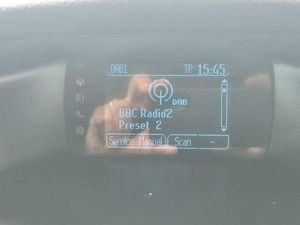 DAB1 TP 15:45
DAB
BBC Radio2
Preset 2
Service Manual Scan -